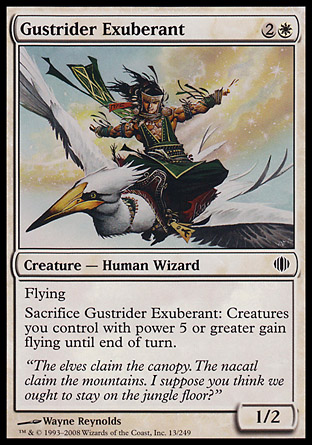 Gustrider Exuberant 2
Creature — Human Wizard
Flying
Sacrifice Gustrider Exuberant: Creatures
you control with power 5 or greater gain
flying until end of turn.
“The elves claim the canopy. The nacatl
claim the mountains. I suppose you think we
ought to stay on the jungle floor?”
Wayne Reynolds
™ & © 1993–2008 Wizards of the Coast, Inc. 13/249
1/2